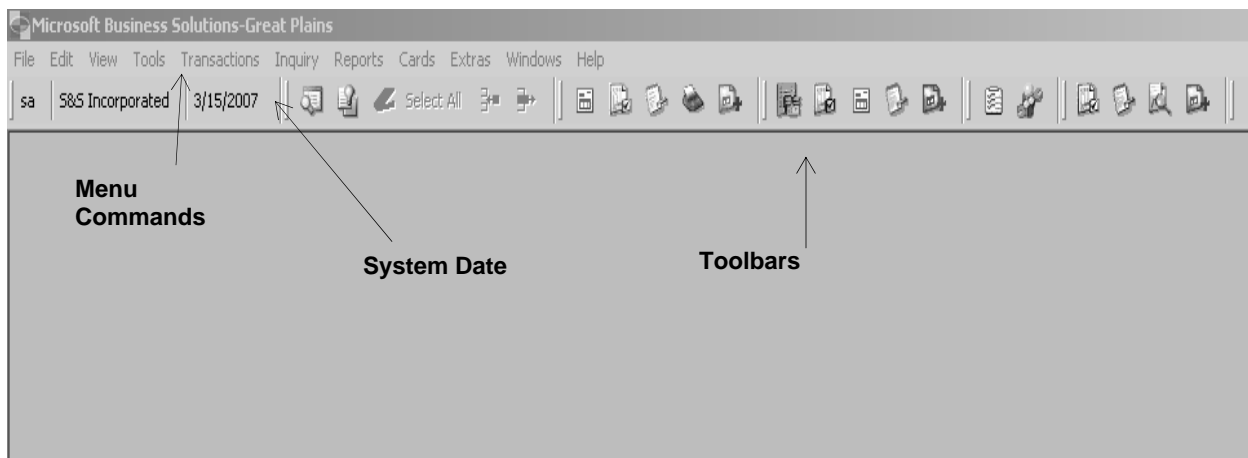 Microsoft Business Solutions-Great Plains
File Edit View Tools Transactions Inquiry Reports Cards Extras Windows Help
sa S&S Incorporated 3/15/2007 Select All
Menu
Commands
System Date
Toolbars